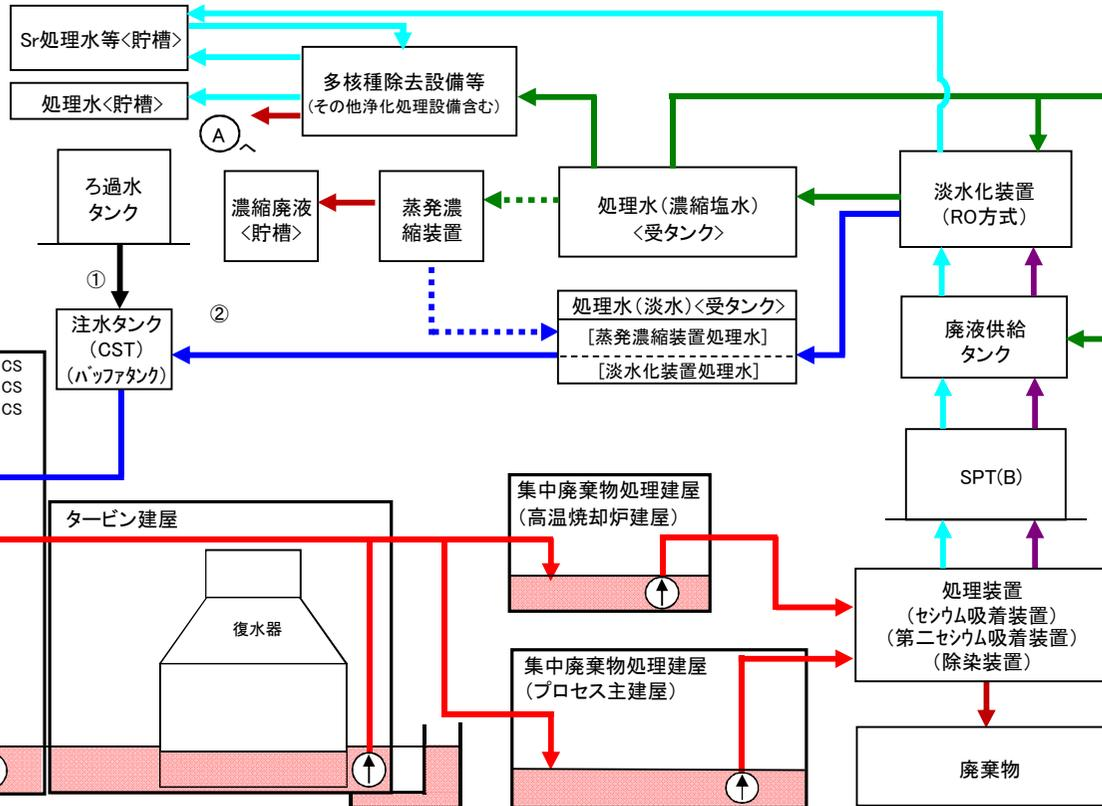 Sr処理水等<貯槽>
処理水<貯槽>
多核種除去設備等
(その他浄化処理設備含む)
Aへ
ろ過水
タンク
濃縮廃液
<貯槽>
蒸発濃
縮装置
処理水(濃縮塩水)
<受タンク>
淡水化装置
(RO方式)
①
②
注水タンク
(CST)
(バッファタンク)
処理水(淡水)<受タンク>
[蒸発濃縮装置処理水]
[淡水化装置処理水]
廃液供給
タンク
CS
CS
CS
SPT(B)
タービン建屋
復水器
集中廃棄物処理建屋
(高温焼却炉建屋)
集中廃棄物処理建屋
(プロセス主建屋)
処理装置
(セシウム吸着装置)
(第二セシウム吸着装置)
(除染装置)
廃棄物